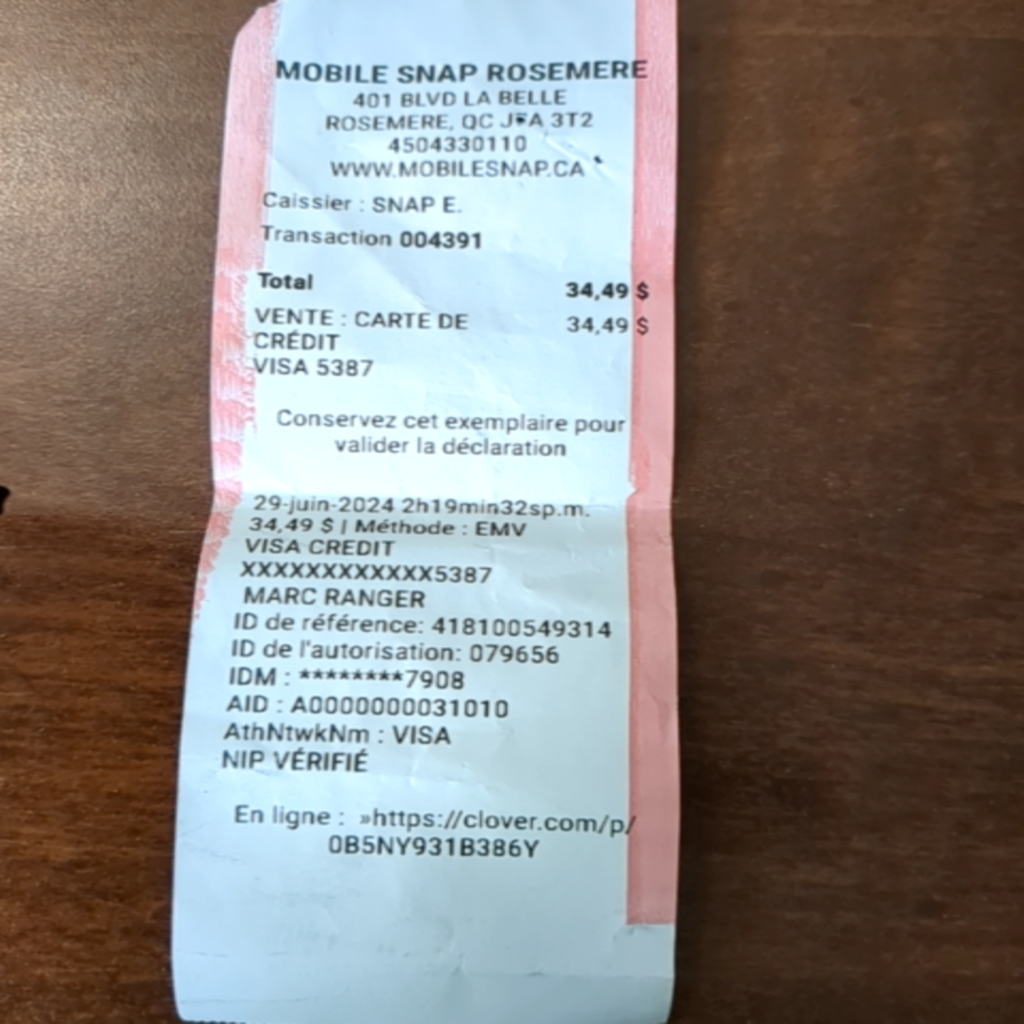 MOBILE SNAP ROSEMERE
401 BLVD LA BELLE
ROSEMERE, QC 3T2
4504330110
WWW.MOBILESNAP.CA
Caissier : SNAP E.
Transaction 004391
Total 34,49 $
VENTE : CARTE DE 34,49 $
CRÉDIT
VISA 5387
Conservez cet exemplaire pour
valider la déclaration
29-juin-2024 2h19min32sp.m.
34,49 $ | Méthode : EMV
VISA CREDIT
XXXXXXXXXXXX5387
MARC RANGER
ID de référence: 418100549314
ID de l'autorisation: 079656
IDM : ********7908
AID : A0000000031010
AthNtwkNm : VISA
NIP VÉRIFIÉ
En ligne : »https://clover.com/p/
0B5NY931B386Y